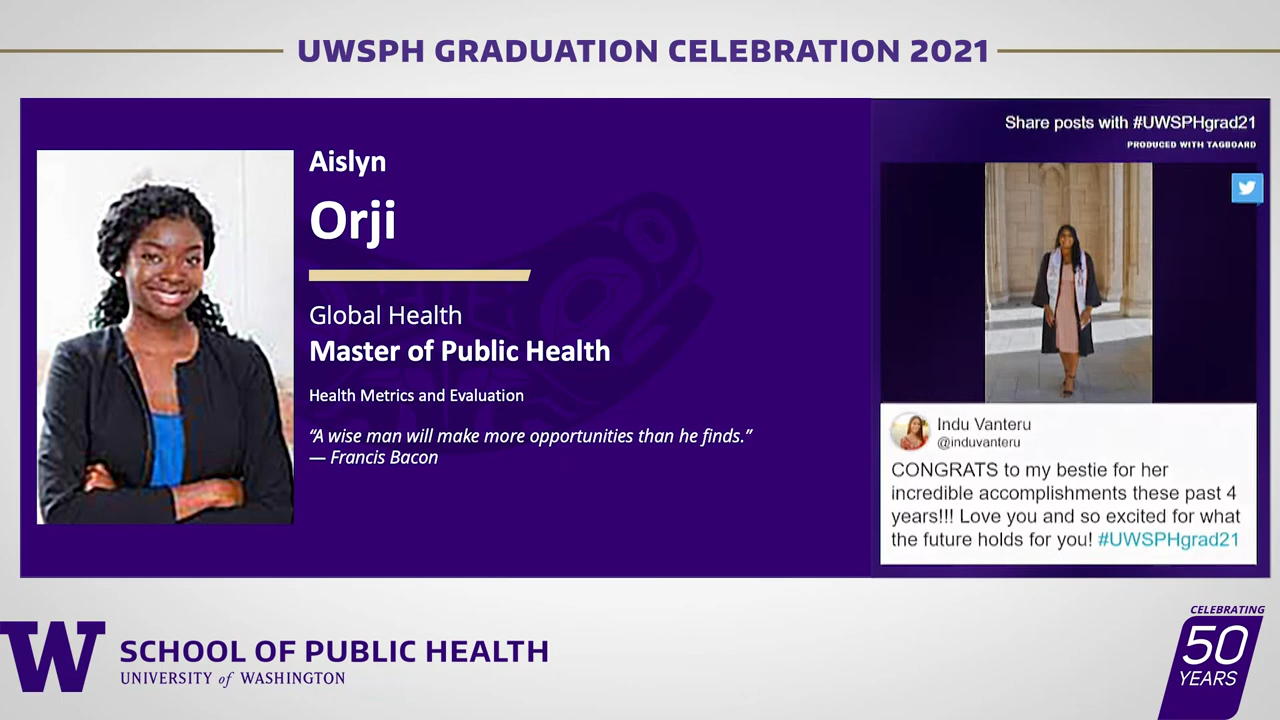 UWSPH GRADUATION CELEBRATION 2021
Aislyn
Orji
Global Health
Master of Public Health
Health Metrics and Evaluation
“A wise man will make more opportunities than he finds.”
— Francis Bacon
Share posts with #UWSPHgrad21
PRODUCED WITH TAGBOARD
Indu Vanteru
@induvanteru
CONGRATS to my bestie for her
incredible accomplishments these past 4
years!!! Love you and so excited for what
the future holds for you! #UWSPHgrad21
W
SCHOOL OF PUBLIC HEALTH
UNIVERSITY of WASHINGTON
CELEBRATING
50
YEARS